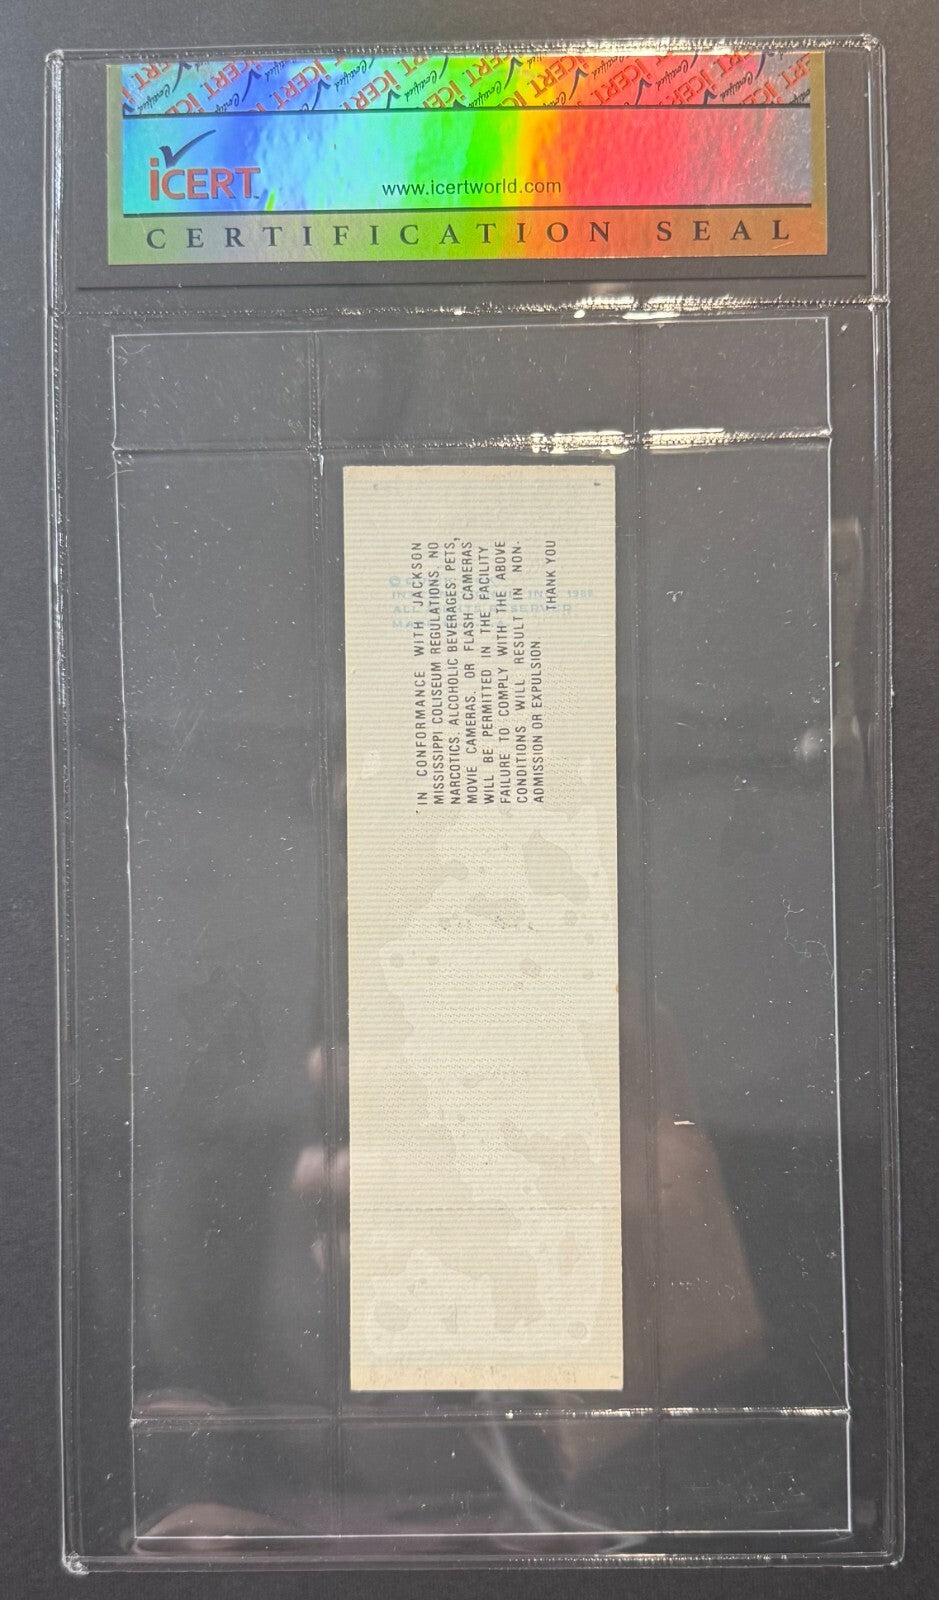 iCERT
www.icertworld.com
CERTIFICATION SEAL
IN CONFORMANCE WITH JACKSON
MISSISSIPPI COLISEUM REGULATIONS. NO
NARCOTICS, ALCOHOLIC BEVERAGES, PETS,
MOVIE CAMERAS, OR FLASH CAMERAS
WILL BE PERMITTED IN THE FACILITY
FAILURE TO COMPLY WITH THE ABOVE
CONDITIONS WILL RESULT IN NON-
ADMISSION OR EXPULSION
THANK YOU